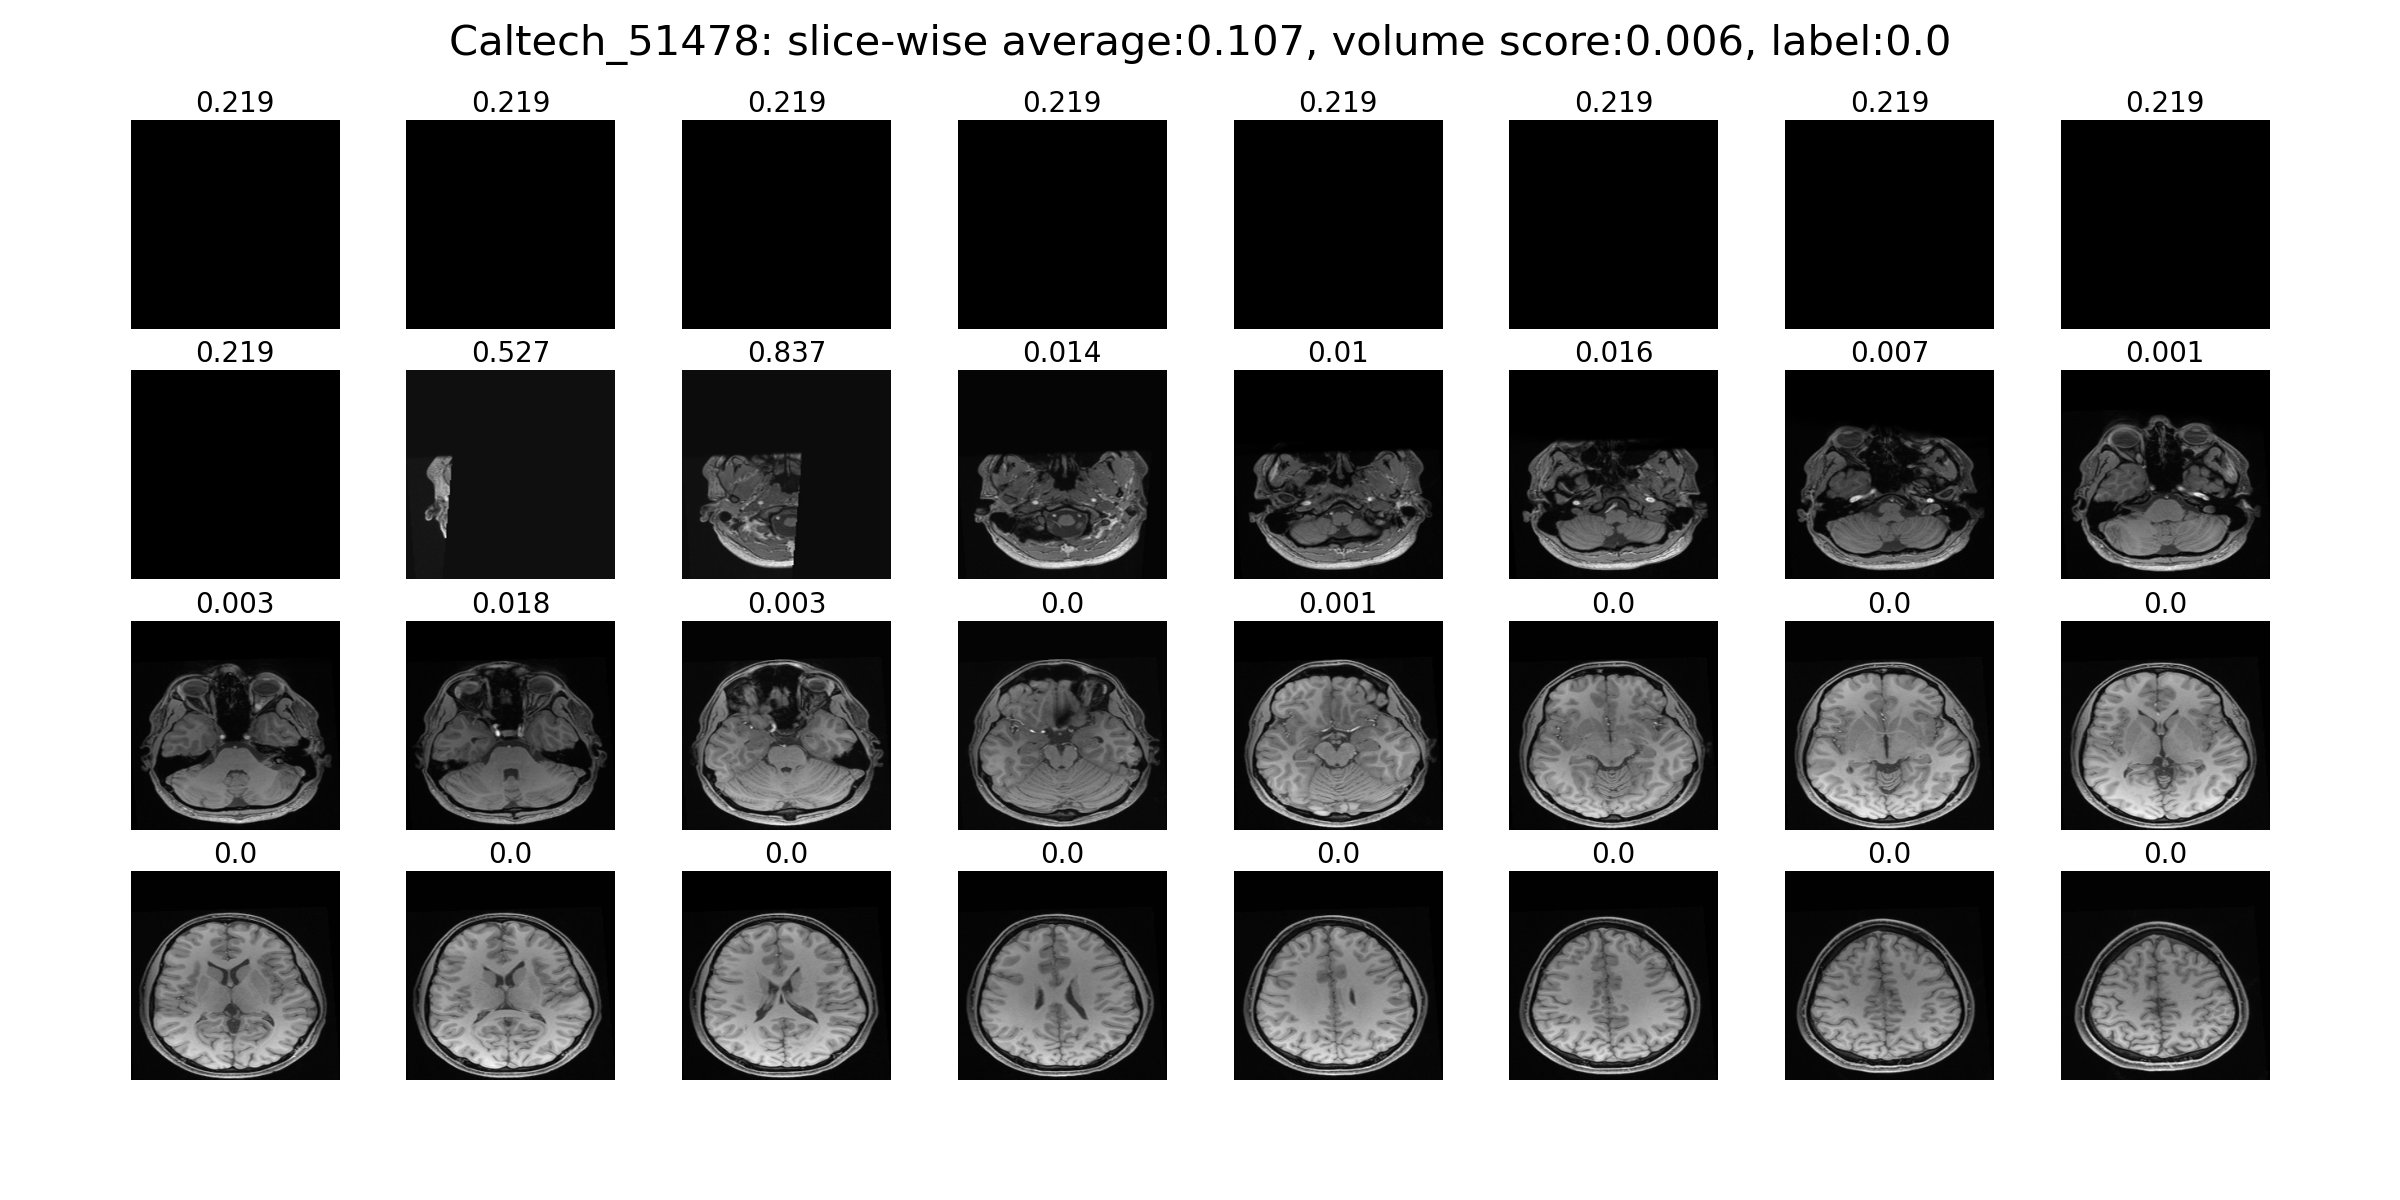 Caltech_51478: slice-wise average:0.107, volume score:0.006, label:0.0
0.219 0.219 0.219 0.219 0.219 0.219 0.219 0.219
0.219 0.527 0.837 0.014 0.01 0.016 0.007 0.001
0.003 0.018 0.003 0.0 0.001 0.0 0.0 0.0
0.0 0.0 0.0 0.0 0.0 0.0 0.0 0.0